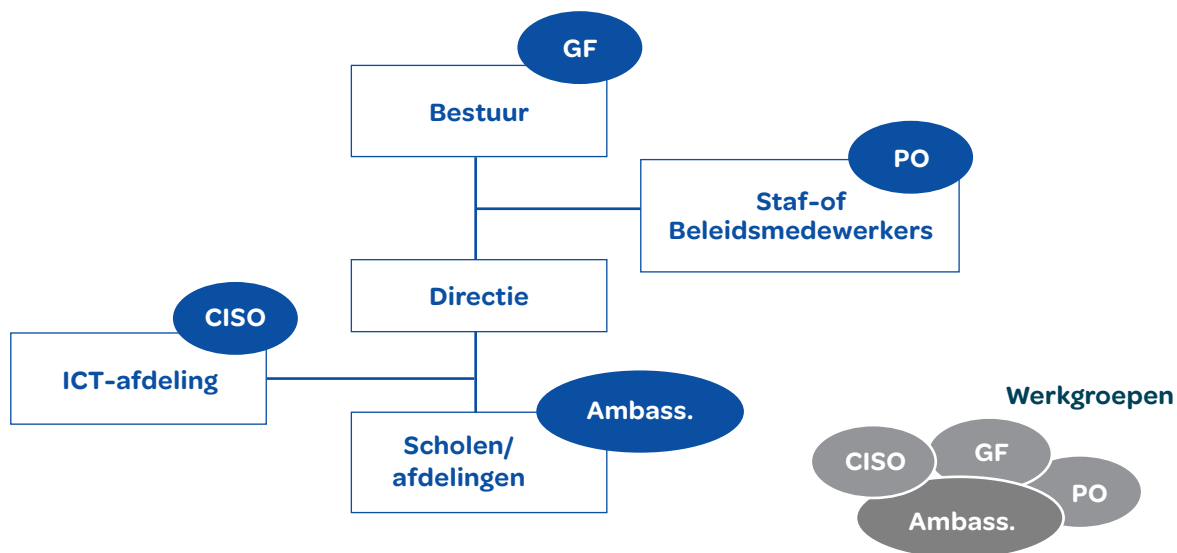 GF
Bestuur
PO
Staf-of
Beleidsmedewerkers
Directie
CISO
ICT-afdeling
Ambass.
Scholen/
afdelingen
Werkgroepen
GF
CISO
PO
Ambass.